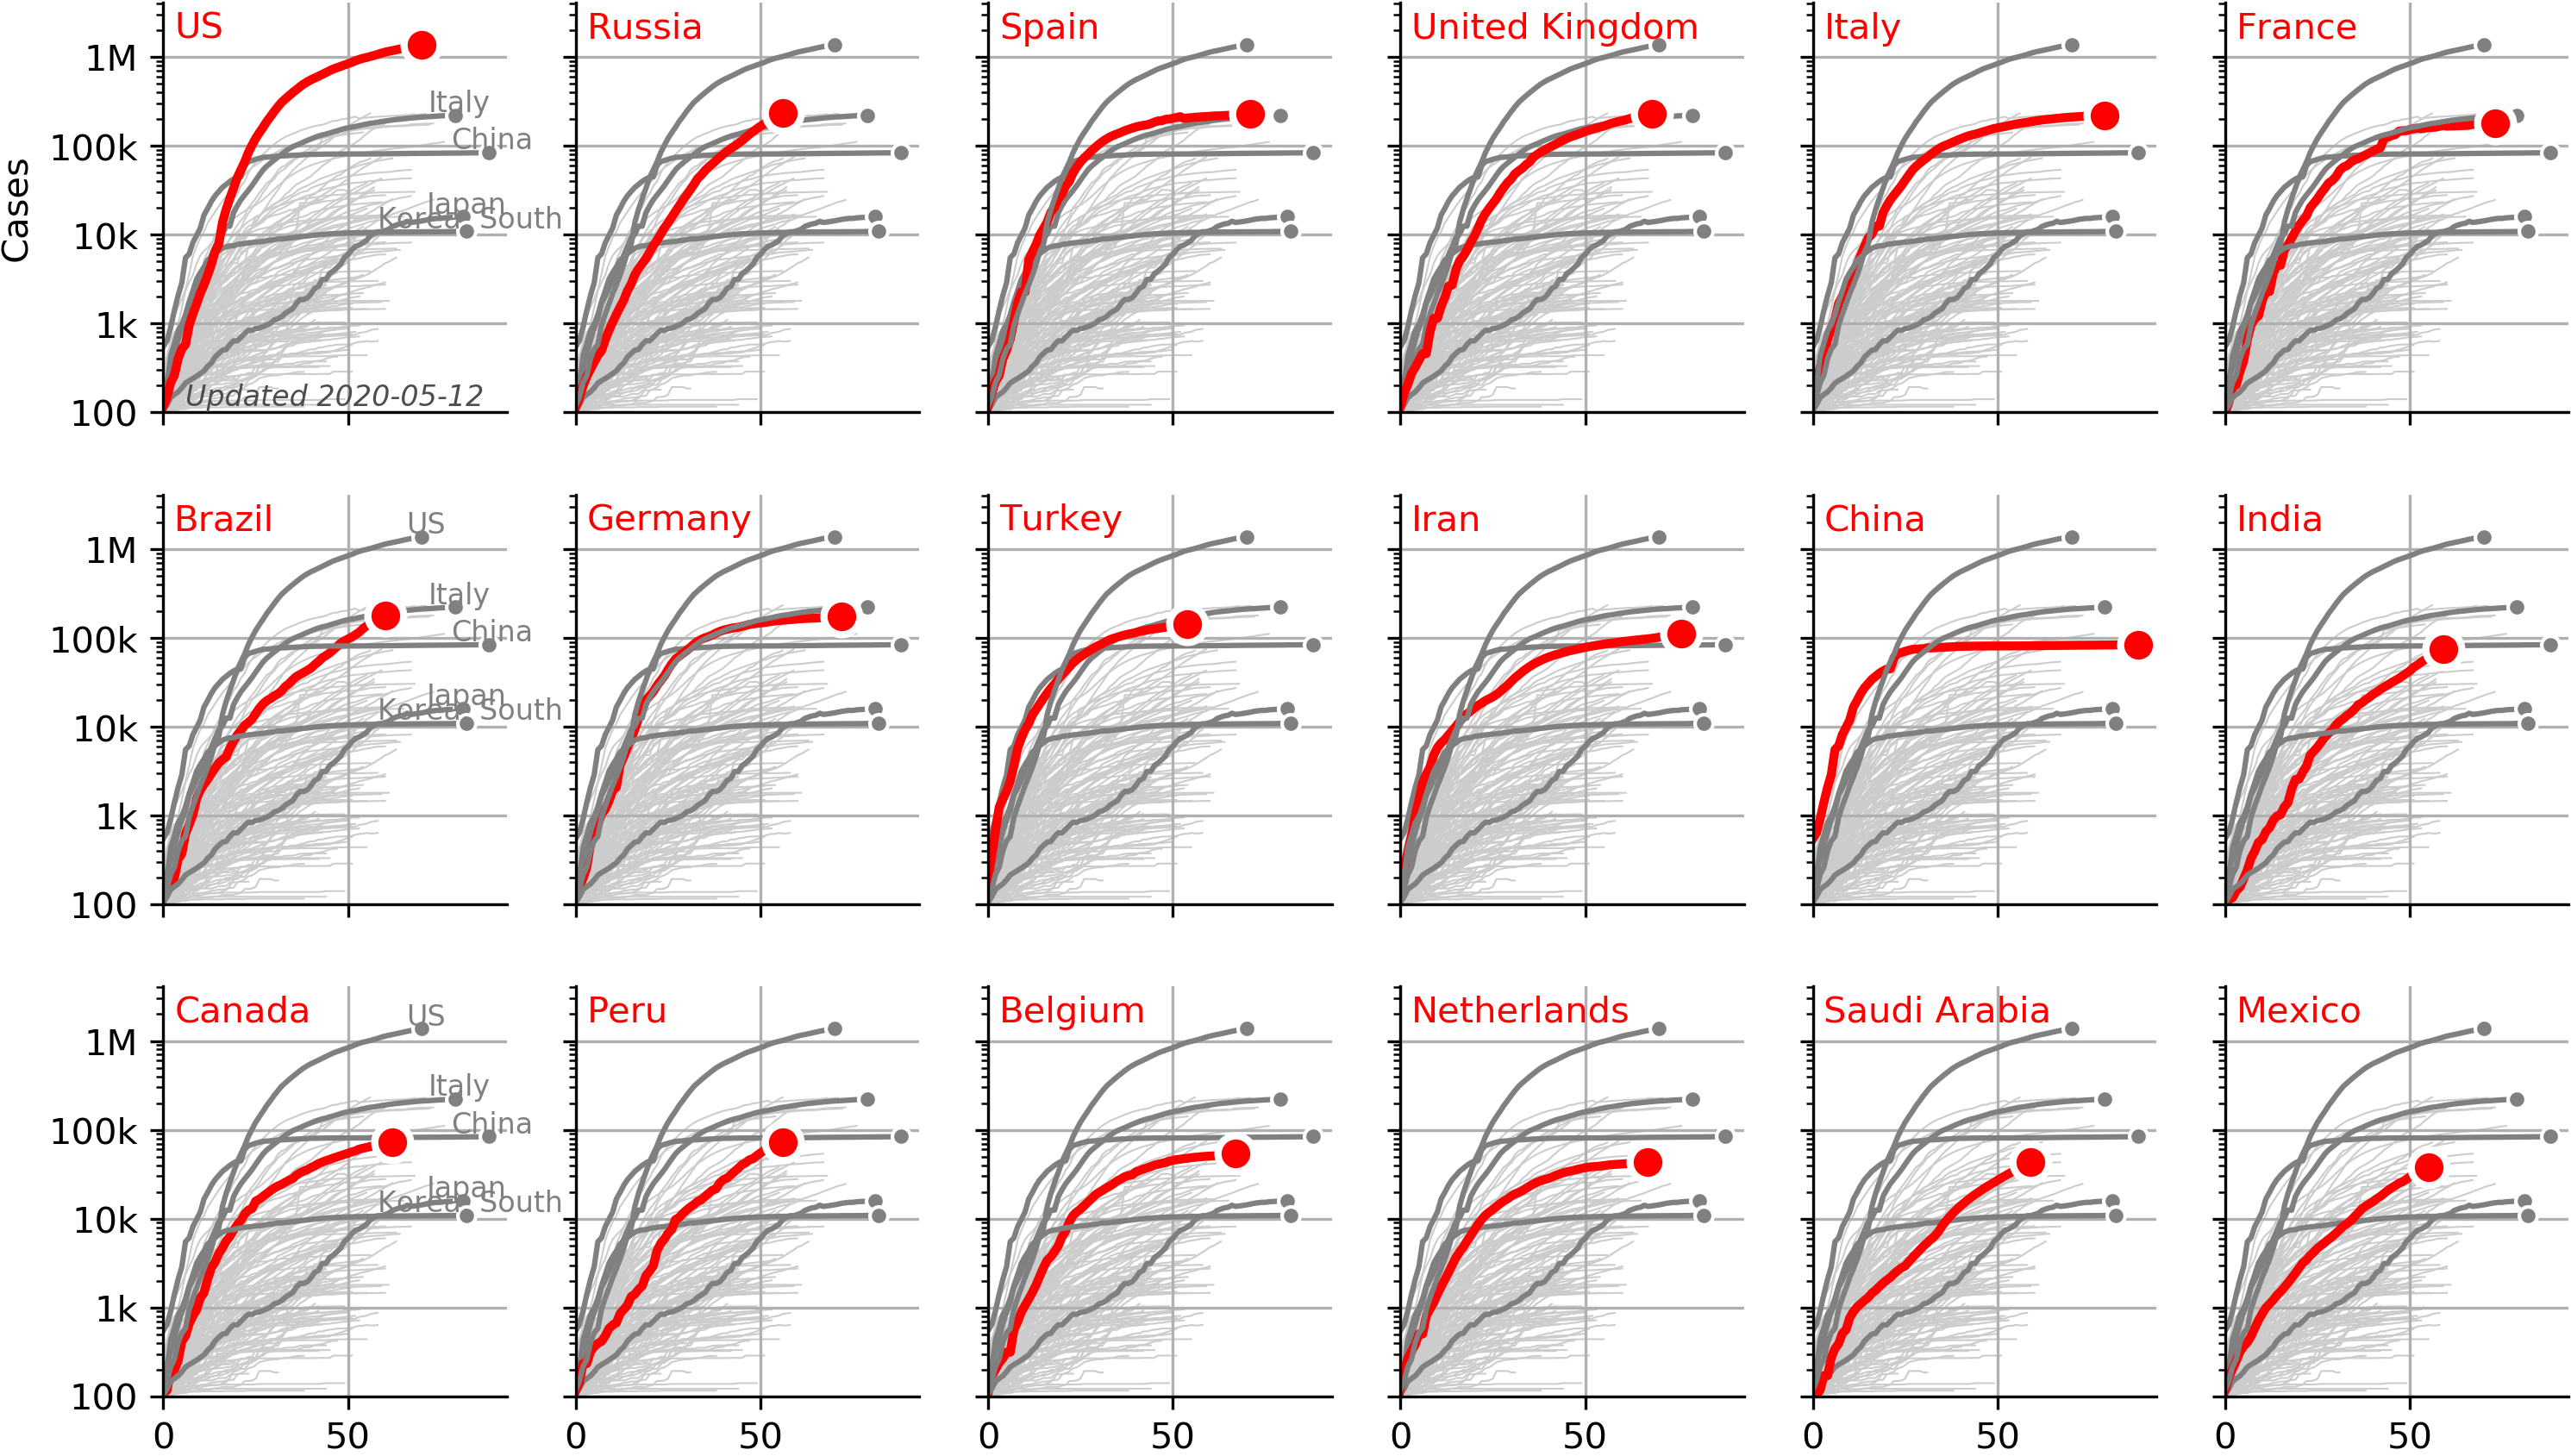 US
Russia
Spain
United Kingdom
Italy
France
1M
100k
10k
1k
100
Cases
Italy
China
Japan
Korea, South
Updated 2020-05-12
Brazil
Germany
Turkey
Iran
China
India
1M
100k
10k
1k
100
US
Italy
China
Japan
Korea, South
Canada
Peru
Belgium
Netherlands
Saudi Arabia
Mexico
1M
100k
10k
1k
100
US
Italy
China
Japan
Korea, South
0 50
0 50
0 50
0 50
0 50
0 50